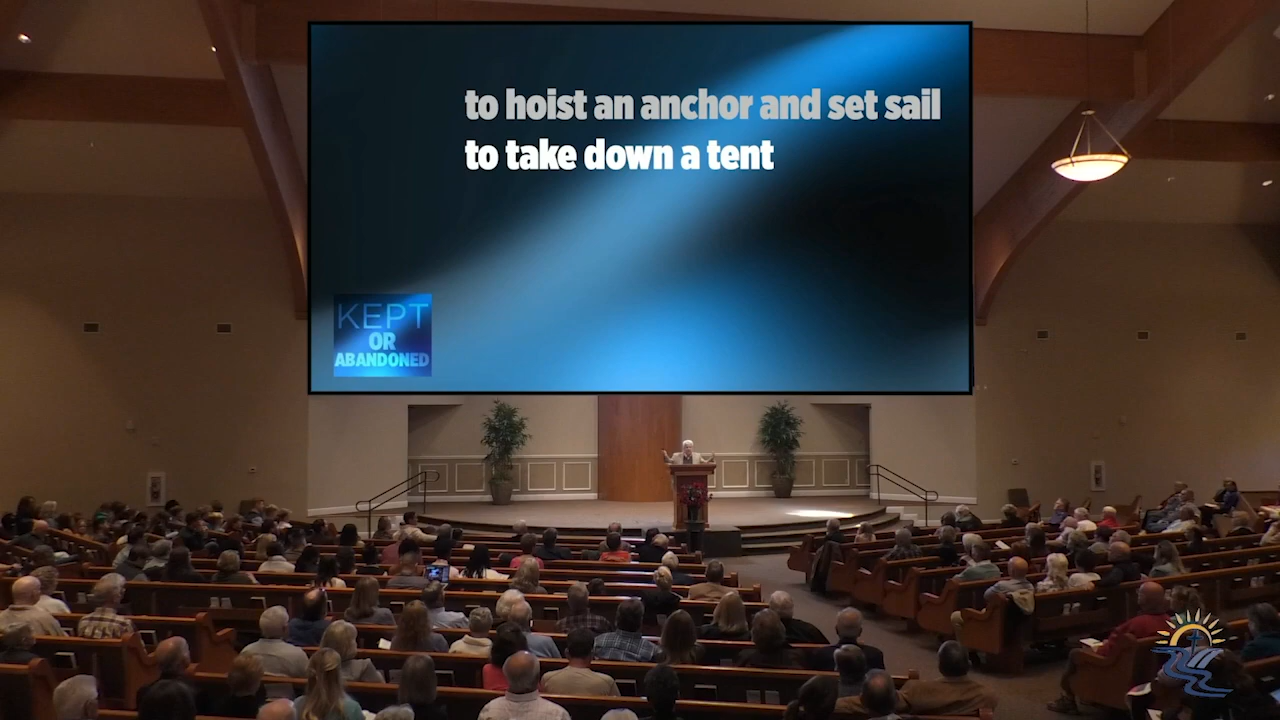 to hoist an anchor and set sail
to take down a tent
KEPT
OR
ABANDONED